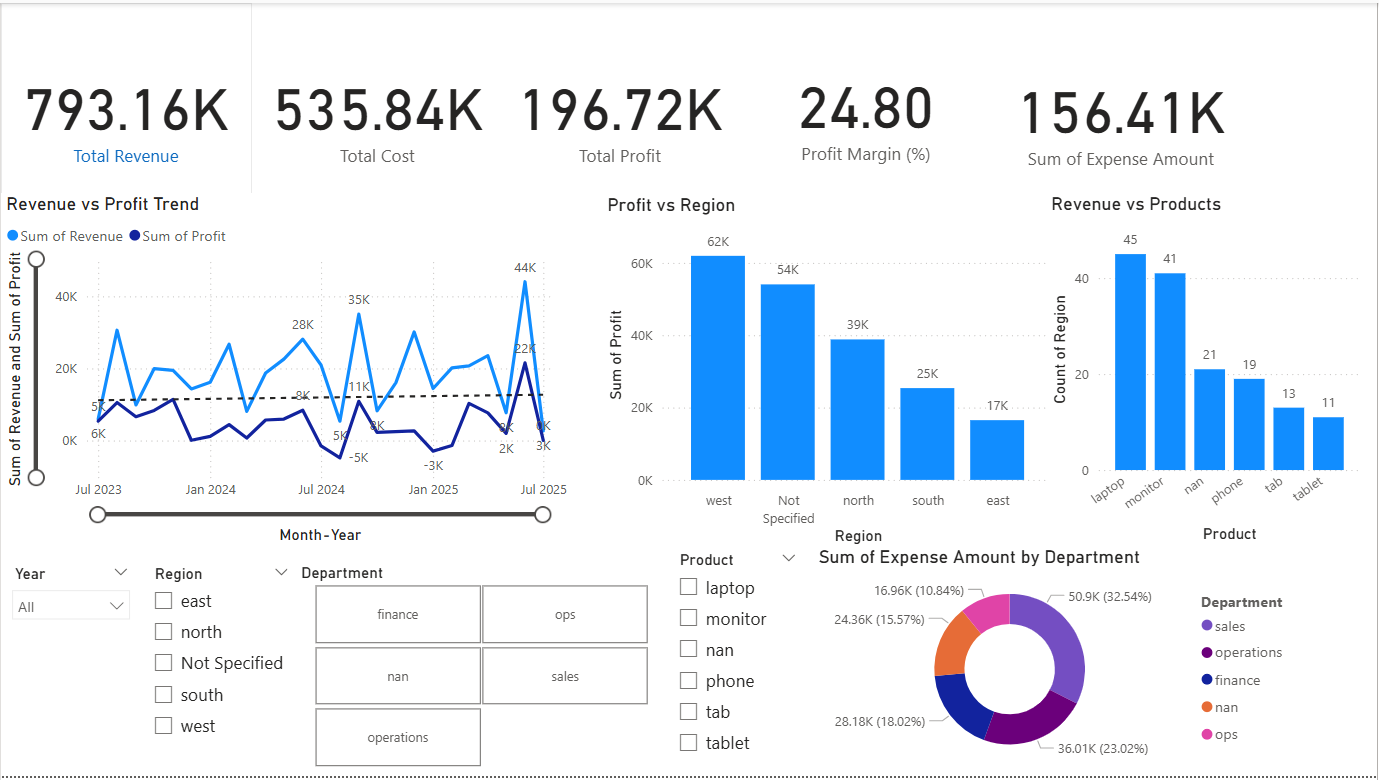 793.16K
Total Revenue
535.84K
Total Cost
196.72K
Total Profit
24.80
Profit Margin (%)
156.41K
Sum of Expense Amount
Revenue vs Profit Trend
Sum of Revenue
Sum of Profit
Sum of Revenue and Sum of Profit
40K
20K
0K
5K
6K
28K
8K
5K
-5K
35K
11K
8K
-3K
2K
44K
22K
3K
Jul 2023
Jan 2024
Jul 2024
Jan 2025
Jul 2025
Month-Year
Profit vs Region
Sum of Profit
60K
40K
20K
0K
62K
54K
39K
25K
17K
west
Not
Specified
north
south
east
Region
Revenue vs Products
Count of Region
40
20
0
45
41
21
19
13
11
laptop
monitor
nan
phone
tab
tablet
Product
Year
All
Region
east
north
Not Specified
south
west
Department
finance
ops
nan
sales
operations
Product
laptop
monitor
nan
phone
tab
tablet
Sum of Expense Amount by Department
16.96K (10.84%)
50.9K (32.54%)
24.36K (15.57%)
28.18K (18.02%)
36.01K (23.02%)
Department
sales
operations
finance
nan
ops